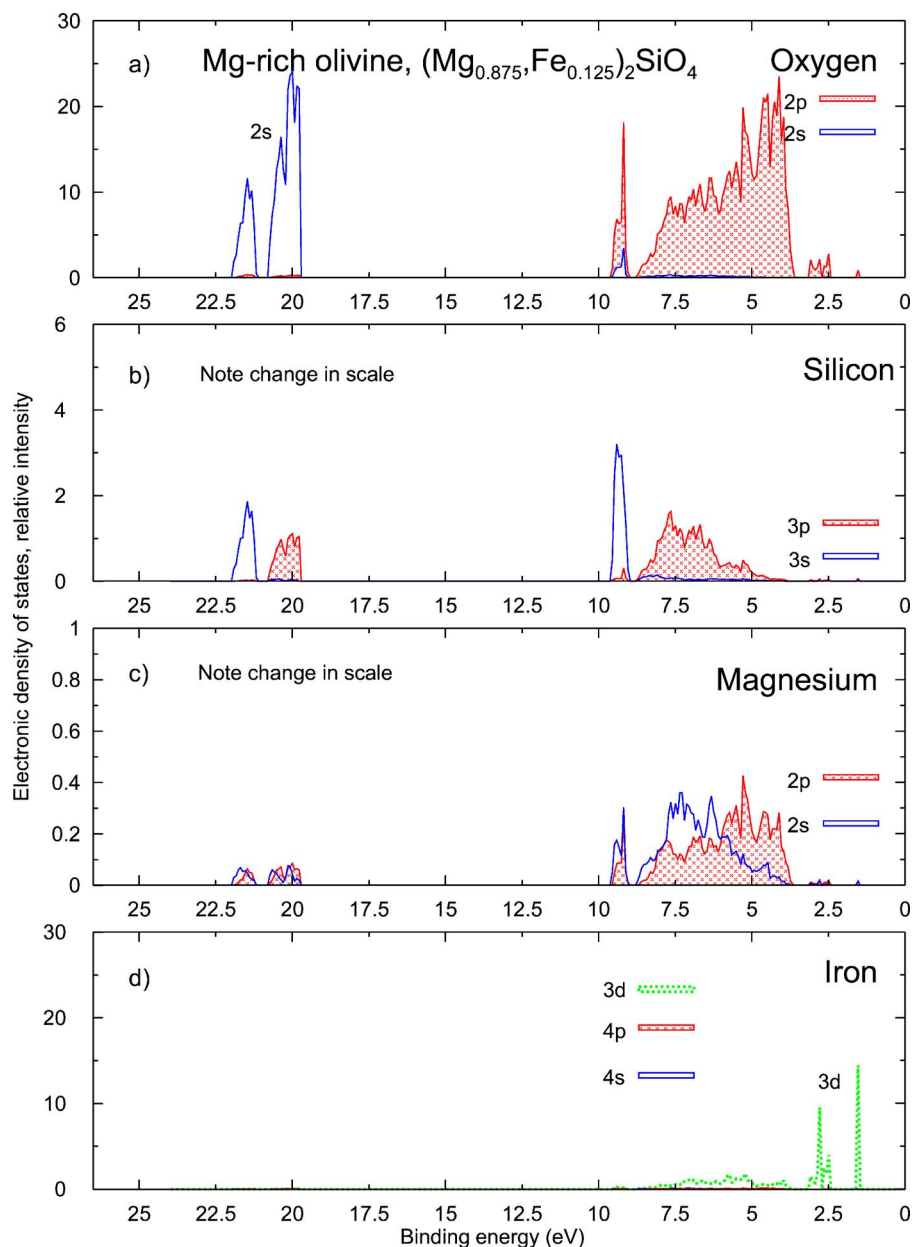 Electronic density of states, relative intensity
30
a) Mg-rich olivine, (Mg0.875,Fe0.125)2SiO4 Oxygen
2p
20
2s 2s
10
0
25 22.5 20 17.5 15 12.5 10 7.5 5 2.5 0
6
b) Note change in scale Silicon
4
2
3p
3s
0
25 22.5 20 17.5 15 12.5 10 7.5 5 2.5 0
1
c) Note change in scale Magnesium
0.8
0.6
2p
0.4
2s
0.2
0
25 22.5 20 17.5 15 12.5 10 7.5 5 2.5 0
30
d) Iron
3d
20
4p
4s 3d
10
0
25 22.5 20 17.5 15 12.5 10 7.5 5 2.5 0
Binding energy (eV)